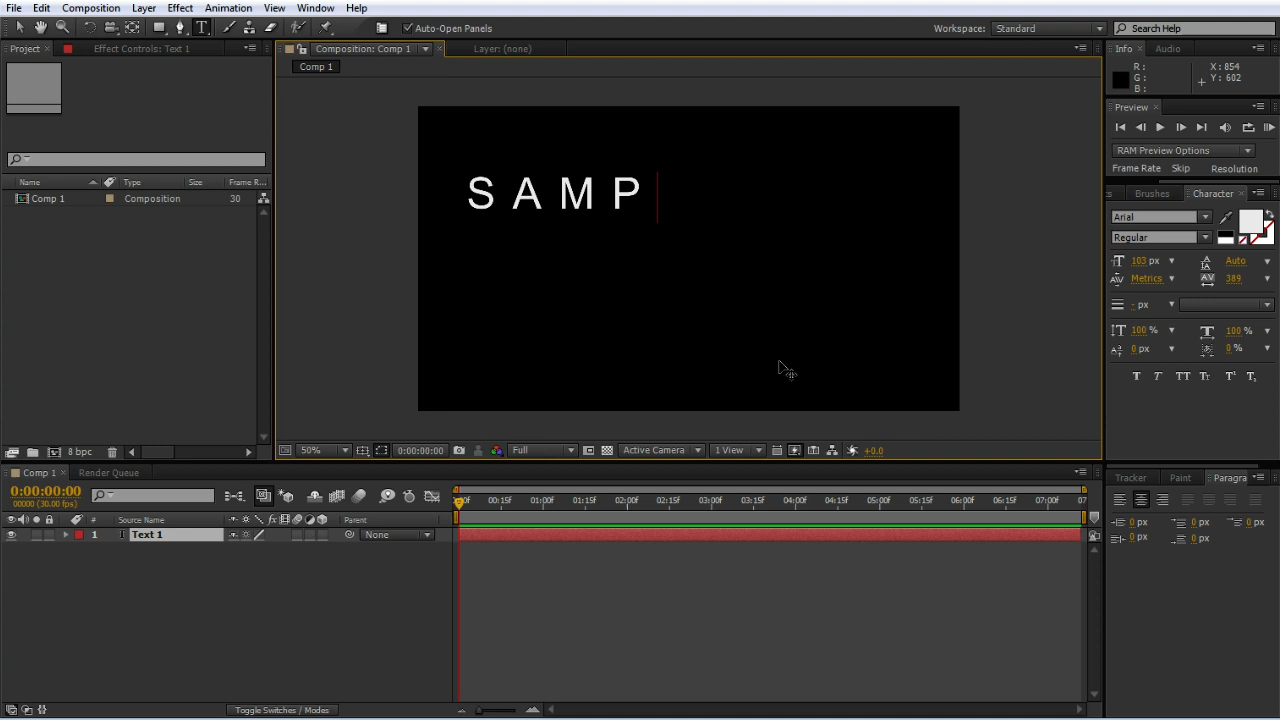 File Edit Composition Layer Effect Animation View Window Help
Auto-Open Panels Workspace: Standard Search Help
Project Effect Controls: Text 1 Composition: Comp 1 Layer: (none) Info Audio
Comp 1
R: X: 854
G: Y: 602
B:
Preview
RAM Preview Options
Frame Rate Skip Resolution
Name Type Size Frame R...
Comp 1 Composition 30
Brushes Character
Arial
Regular
S A M P
103 px Auto
Metrics 389
- px
100 % 100 %
0 px 0 %
T T TT Tt T¹ T₁
8 bpc 50% 0:00:00:00 Full Active Camera 1 View +0.0
Comp 1 Render Queue Tracker Paint Paragra
0:00:00:00
00000 (30.00 fps)
00:15f 01:00f 01:15f 02:00f 02:15f 03:00f 03:15f 04:00f 04:15f 05:00f 05:15f 06:00f 06:15f 07:00f 07
# Source Name fx Parent
1 T Text 1 None
0 px 0 px 0 px
0 px 0 px
Toggle Switches / Modes